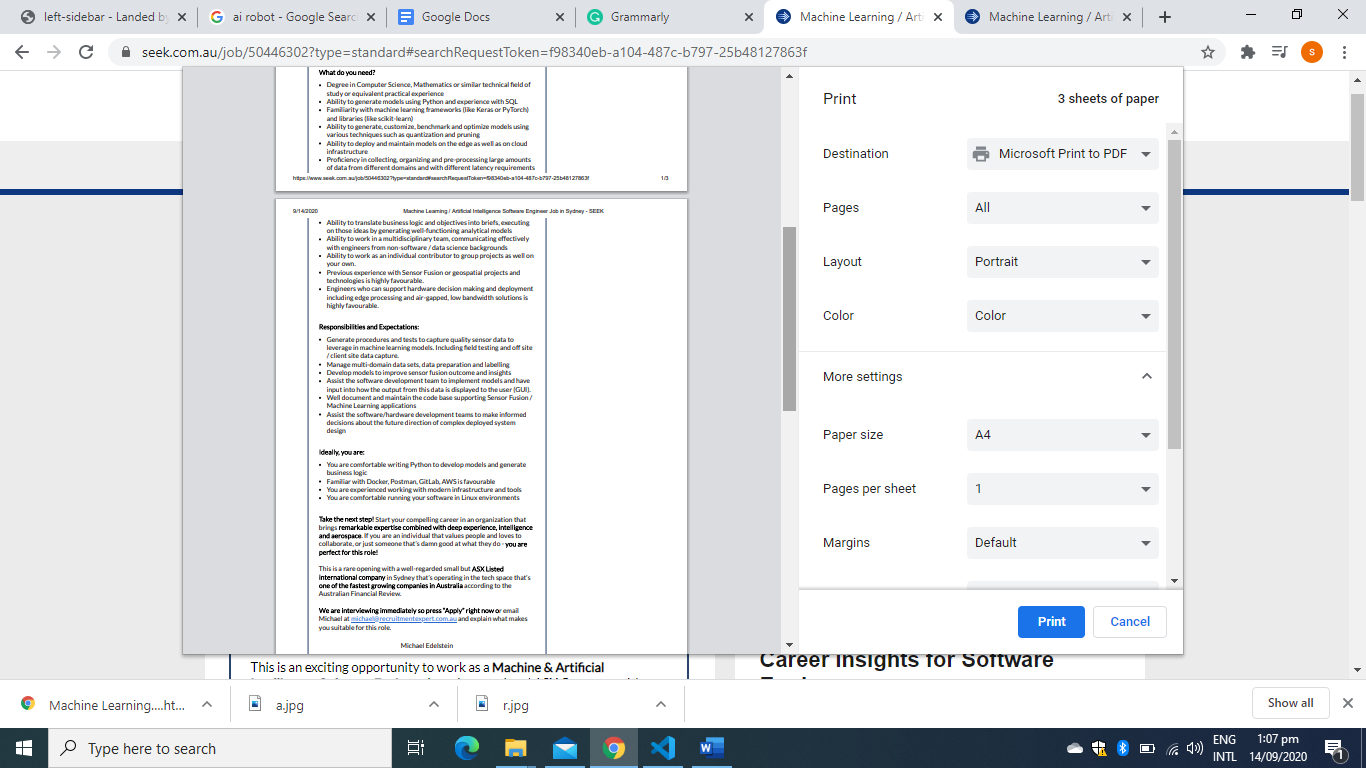 left-sidebar - Landed by
ai robot - Google Searc
Google Docs
Grammarly
Machine Learning / Art
Machine Learning / Arti
seek.com.au/job/50446302?type=standard#searchRequestToken=f98340eb-a104-487c-b797-25b48127863f
S
What do you need?
• Degree in Computer Science, Mathematics or similar technical field of
study or equivalent practical experience
• Ability to generate models using Python and experience with SQL
• Familiarity with machine learning frameworks (like Keras or PyTorch)
and libraries (like scikit-learn)
• Ability to generate, customize, benchmark and optimize models using
various techniques such as quantization and pruning
• Ability to deploy and maintain models on the edge as well as on cloud
infrastructure
• Proficiency in collecting, organizing and pre-processing large amounts
of data from different domains and with different latency requirements
https://www.seek.com.au/job/50446302?type=standard#searchRequestToken=f98340eb-a104-487c-b797-25b48127863f 1/3
9/14/2020 Machine Learning / Artificial Intelligence Software Engineer Job in Sydney - SEEK
• Ability to translate business logic and objectives into briefs, executing
on those ideas by generating well-functioning analytical models
• Ability to work in a multidisciplinary team, communicating effectively
with engineers from non-software / data science backgrounds
• Ability to work as an individual contributor to group projects as well on
your own.
• Previous experience with Sensor Fusion or geospatial projects and
technologies is highly favourable.
• Engineers who can support hardware decision making and deployment
including edge processing and air-gapped, low bandwidth solutions is
highly favourable.
Responsibilities and Expectations:
• Generate procedures and tests to capture quality sensor data to
leverage in machine learning models. Including field testing and off site
/ client site data capture.
• Manage multi-domain data sets, data preparation and labelling
• Develop models to improve sensor fusion outcome and insights
• Assist the software development team to implement models and have
input into how the output from this data is displayed to the user (GUI).
• Well document and maintain the code base supporting Sensor Fusion /
Machine Learning applications
• Assist the software/hardware development teams to make informed
decisions about the future direction of complex deployed system
design
Ideally, you are:
• You are comfortable writing Python to develop models and generate
business logic
• Familiar with Docker, Postman, GitLab, AWS is favourable
• You are experienced working with modern infrastructure and tools
• You are comfortable running your software in Linux environments
Take the next step! Start your compelling career in an organization that
brings remarkable expertise combined with deep experience, intelligence
and aerospace. If you are an individual that values people and loves to
collaborate, or just someone that's damn good at what they do - you are
perfect for this role!
This is a rare opening with a well-regarded small but ASX Listed
International company in Sydney that's operating in the tech space that's
one of the fastest growing companies in Australia according to the
Australian Financial Review.
We are interviewing immediately so press "Apply" right now or email
Michael at michael@recruitmentexpert.com.au and explain what makes
you suitable for this role.
Michael Edelstein
Print 3 sheets of paper
Destination Microsoft Print to PDF
Pages All
Layout Portrait
Color Color
More settings
Paper size A4
Pages per sheet 1
Margins Default
Print Cancel
This is an exciting opportunity to work as a Machine & Artificial
Career Insights for Software
Machine Learning....ht...
a.jpg
r.jpg
Show all
Type here to search
ENG
INTL
1:07 pm
14/09/2020
1